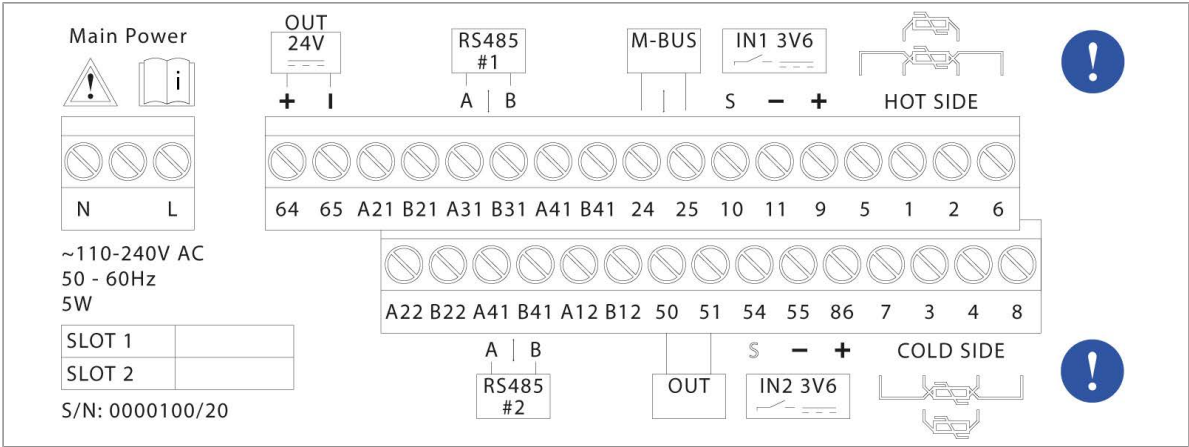 Main Power
OUT
24V
RS485
#1
M-BUS
IN1 3V6
+ I
A B
S − +
HOT SIDE
N L
64 65 A21 B21 A31 B31 A41 B41 24 25 10 11 9 5 1 2 6
~110-240V AC
50 - 60Hz
5W
A22 B22 A41 B41 A12 B12 50 51 54 55 86 7 3 4 8
SLOT 1
SLOT 2
S/N: 0000100/20
A B
S − +
COLD SIDE
RS485
#2
OUT
IN2 3V6